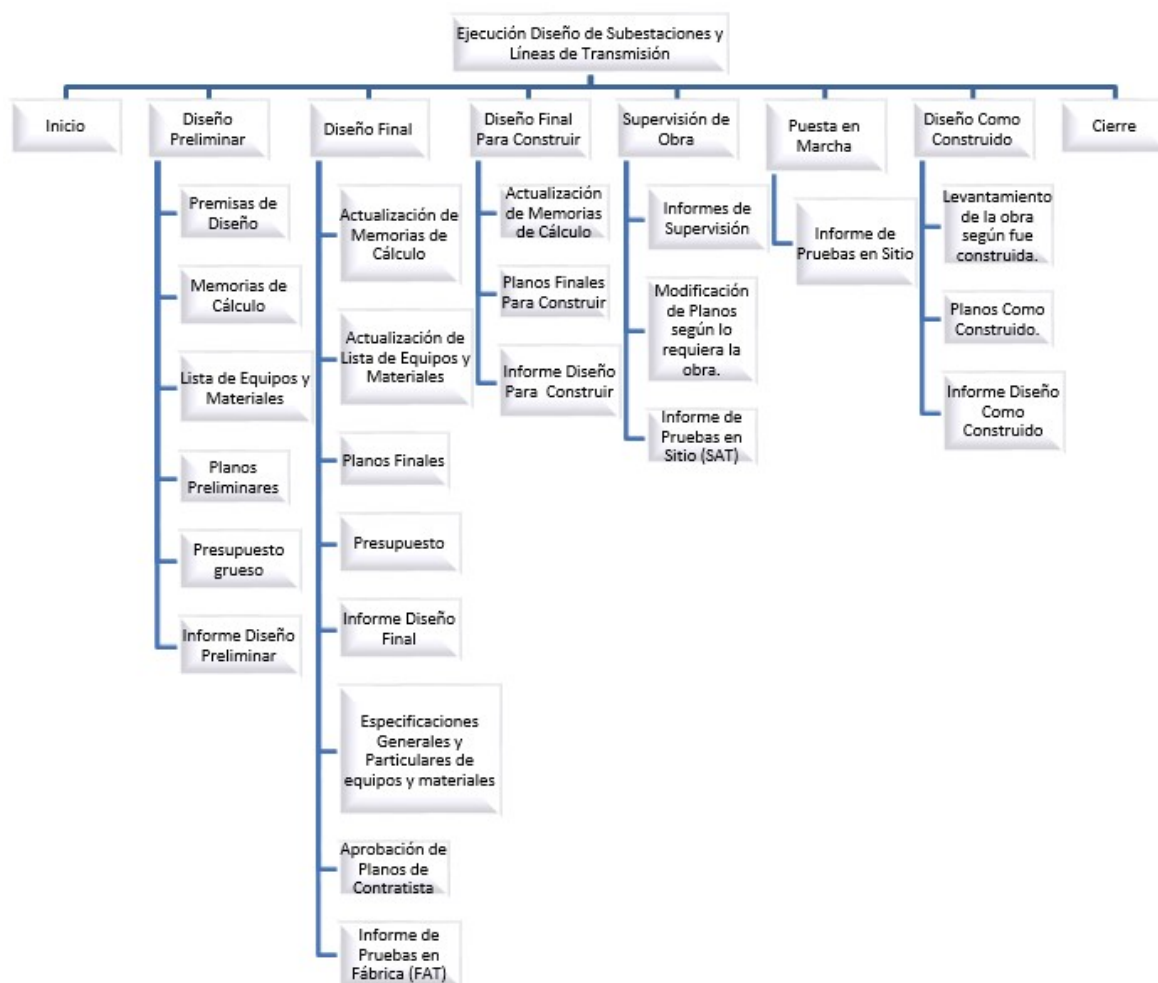 Ejecución Diseño de Subestaciones y
Líneas de Transmisión
Inicio
Diseño
Preliminar
Diseño Final
Diseño Final
Para Construir
Supervisión de
Obra
Puesta en
Marcha
Diseño Como
Construido
Cierre
Premisas de
Diseño
Memorias de
Cálculo
Lista de Equipos y
Materiales
Planos
Preliminares
Presupuesto
grueso
Informe Diseño
Preliminar
Actualización de
Memorias de
Cálculo
Actualización de
Lista de Equipos y
Materiales
Planos Finales
Presupuesto
Informe Diseño
Final
Especificaciones
Generales y
Particulares de
equipos y materiales
Aprobación de
Planos de
Contratista
Informe de
Pruebas en
Fábrica (FAT)
Actualización
de Memorias
de Cálculo
Planos Finales
Para Construir
Informe Diseño
Para Construir
Informes de
Supervisión
Modificación
de Planos
según lo
requiera la
obra.
Informe de
Pruebas en
Sitio (SAT)
Informe de
Pruebas en Sitio
Levantamiento
de la obra
según fue
construida.
Planos Como
Construido.
Informe Diseño
Como
Construido